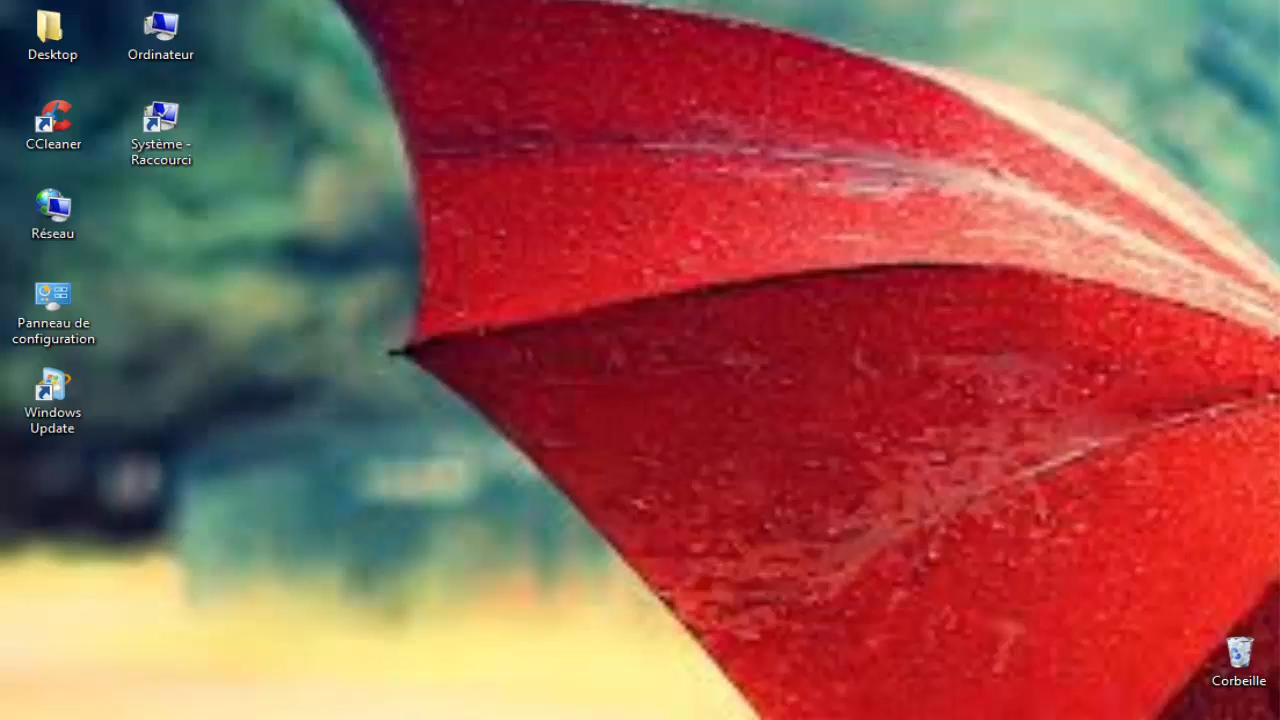 Desktop
Ordinateur
CCleaner
Système -
Raccourci
Réseau
Panneau de
configuration
Windows
Update
Corbeille